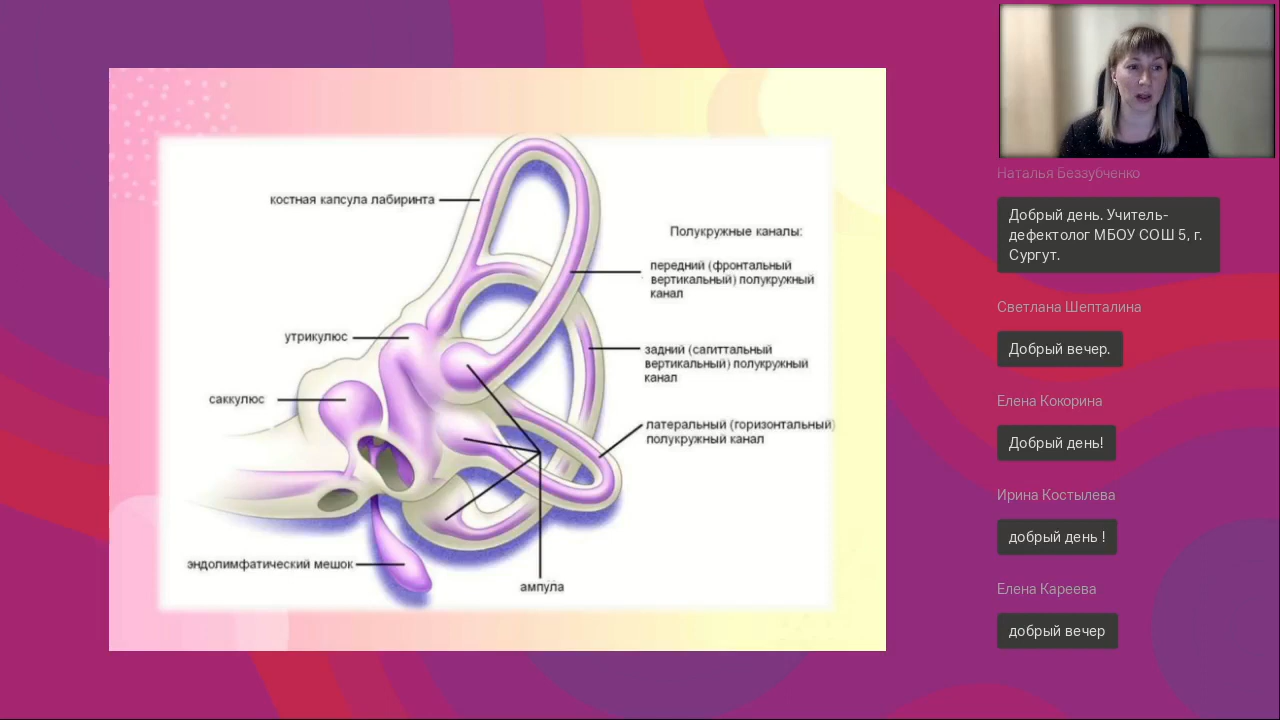 костная капсула лабиринта
Полукружные каналы:
передний (фронтальный
вертикальный) полукружный
канал
утрикулюс
задний (сагиттальный
вертикальный) полукружный
канал
саккулюс
латеральный (горизонтальный)
полукружный канал
эндолимфатический мешок
ампула
Наталья Беззубченко
Добрый день. Учитель-
дефектолог МБОУ СОШ 5, г.
Сургут.
Светлана Шепталина
Добрый вечер.
Елена Кокорина
Добрый день!
Ирина Костылева
добрый день !
Елена Кареева
добрый вечер